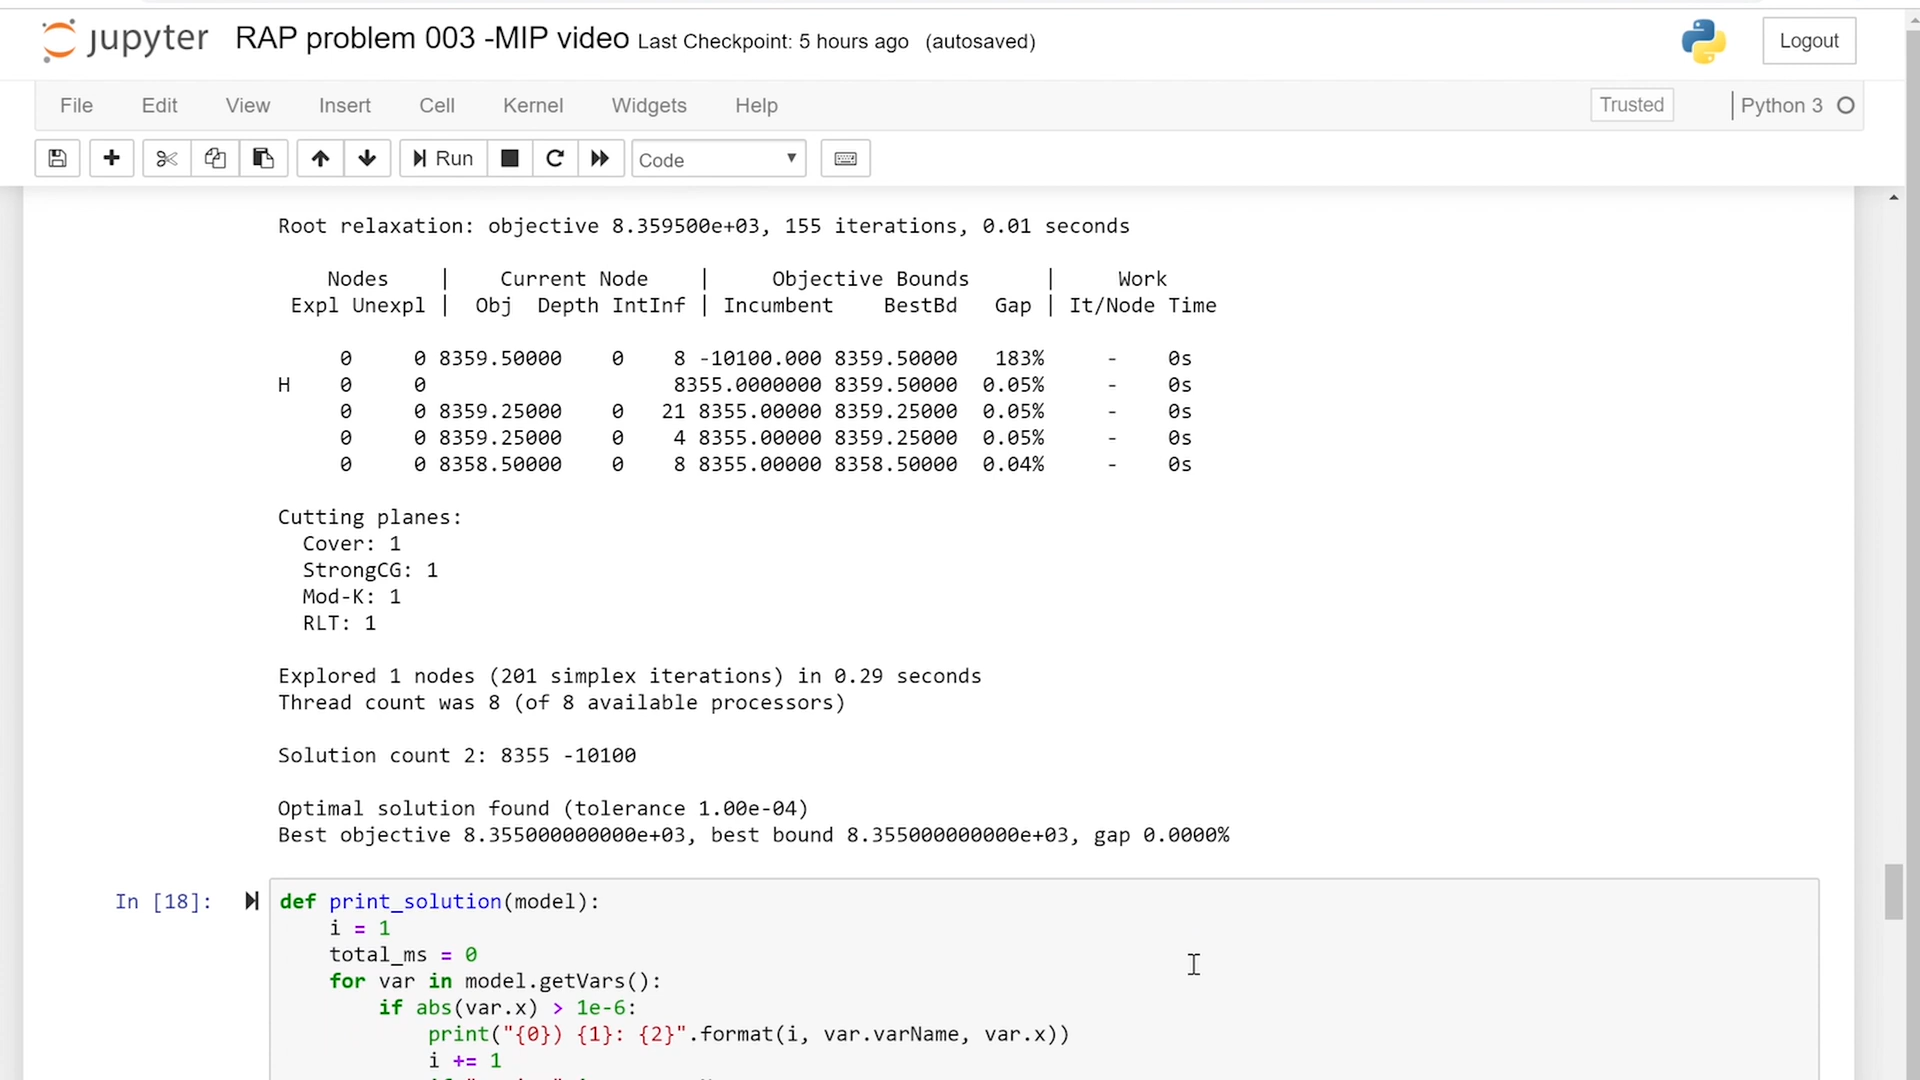 jupyter RAP problem 003 -MIP video Last Checkpoint: 5 hours ago (autosaved) Logout
File Edit View Insert Cell Kernel Widgets Help Trusted | Python 3
Run Code
Root relaxation: objective 8.359500e+03, 155 iterations, 0.01 seconds
Nodes | Current Node | Objective Bounds | Work
Expl Unexpl | Obj Depth IntInf | Incumbent BestBd Gap | It/Node Time
0 0 8359.50000 0 8 -10100.000 8359.50000 183% - 0s
H 0 0 8355.0000000 8359.50000 0.05% - 0s
0 0 8359.25000 0 21 8355.00000 8359.25000 0.05% - 0s
0 0 8359.25000 0 4 8355.00000 8359.25000 0.05% - 0s
0 0 8358.50000 0 8 8355.00000 8358.50000 0.04% - 0s
Cutting planes:
Cover: 1
StrongCG: 1
Mod-K: 1
RLT: 1
Explored 1 nodes (201 simplex iterations) in 0.29 seconds
Thread count was 8 (of 8 available processors)
Solution count 2: 8355 -10100
Optimal solution found (tolerance 1.00e-04)
Best objective 8.355000000000e+03, best bound 8.355000000000e+03, gap 0.0000%
In [18]: def print_solution(model):
i = 1
total_ms = 0
for var in model.getVars():
if abs(var.x) > 1e-6:
print("{0}) {1}: {2}".format(i, var.varName, var.x))
i += 1